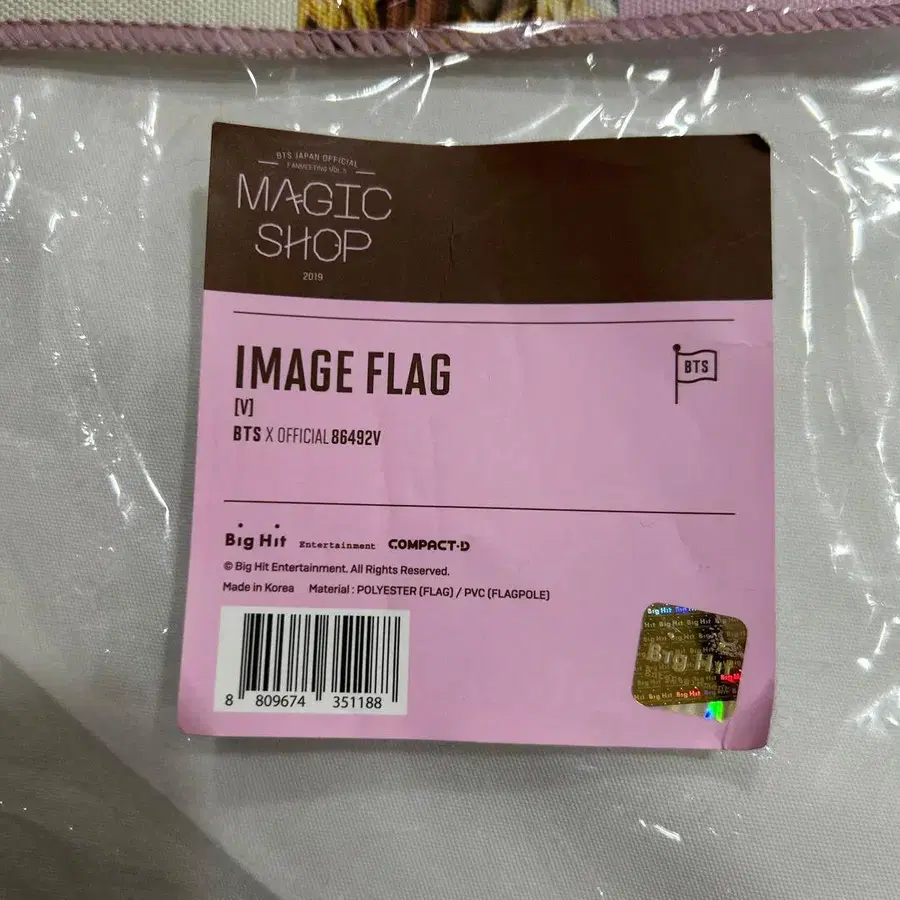 BTS JAPAN OFFICIAL
FANMEETING VOL.5
MAGIC
SHOP
2019
IMAGE FLAG
BTS
[V]
BTS X OFFICIAL 86492V
Big Hit Entertainment COMPACT·D
© Big Hit Entertainment. All Rights Reserved.
Made in Korea Material : POLYESTER (FLAG) / PVC (FLAGPOLE)
8 809674 351188
Big Hit